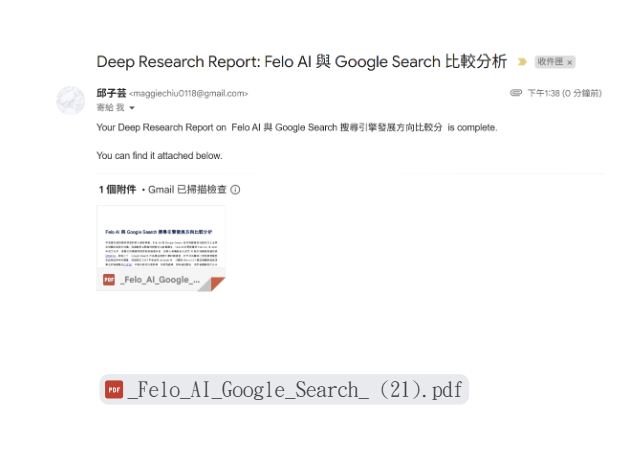 Deep Research Report: Felo AI 與 Google Search 比較分析
收件匣 ×
邱子芸 <maggiechiu0118@gmail.com>
下午1:38 (0 分鐘前)
寄給 我
Your Deep Research Report on Felo AI 與 Google Search 搜尋引擎發展方向比較分 is complete.
You can find it attached below.
1 個附件 • Gmail 已掃描檢查
Felo AI 與 Google Search 搜尋引擎發展方向比較分析
PDF _Felo_AI_Google_...
PDF _Felo_AI_Google_Search_ (21).pdf